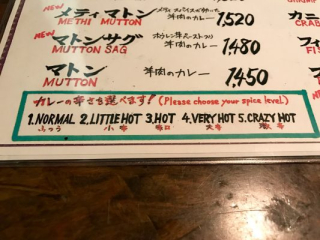 メティ マトン
羊肉のカレー 1,520
METHI MUTTON
NEW マトンサグ
MUTTON SAG
羊肉のカレー 1480
マトン
MUTTON
羊肉のカレー 1,450
カレーの辛さを選べます! (Please choose your spice level.)
1.NORMAL 2.LITTLE HOT 3.HOT 4.VERY HOT 5.CRAZY HOT
ふつう 小辛 辛口 大辛 激辛